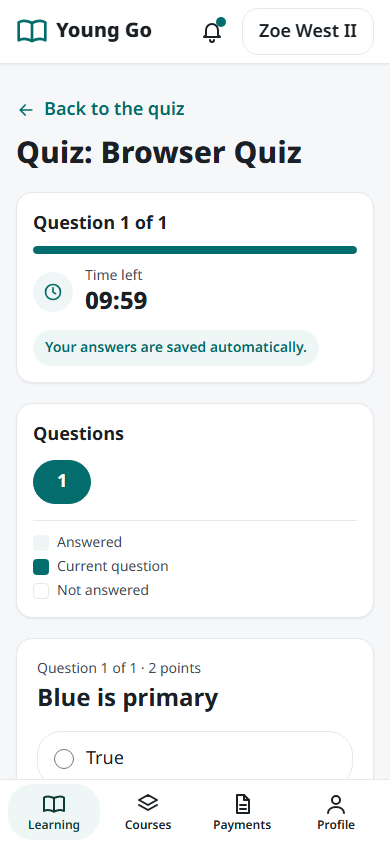 Young Go
Zoe West II
← Back to the quiz
Quiz: Browser Quiz
Question 1 of 1
Time left
09:59
Your answers are saved automatically.
Questions
1
Answered
Current question
Not answered
Question 1 of 1 · 2 points
Blue is primary
True
Learning
Courses
Payments
Profile